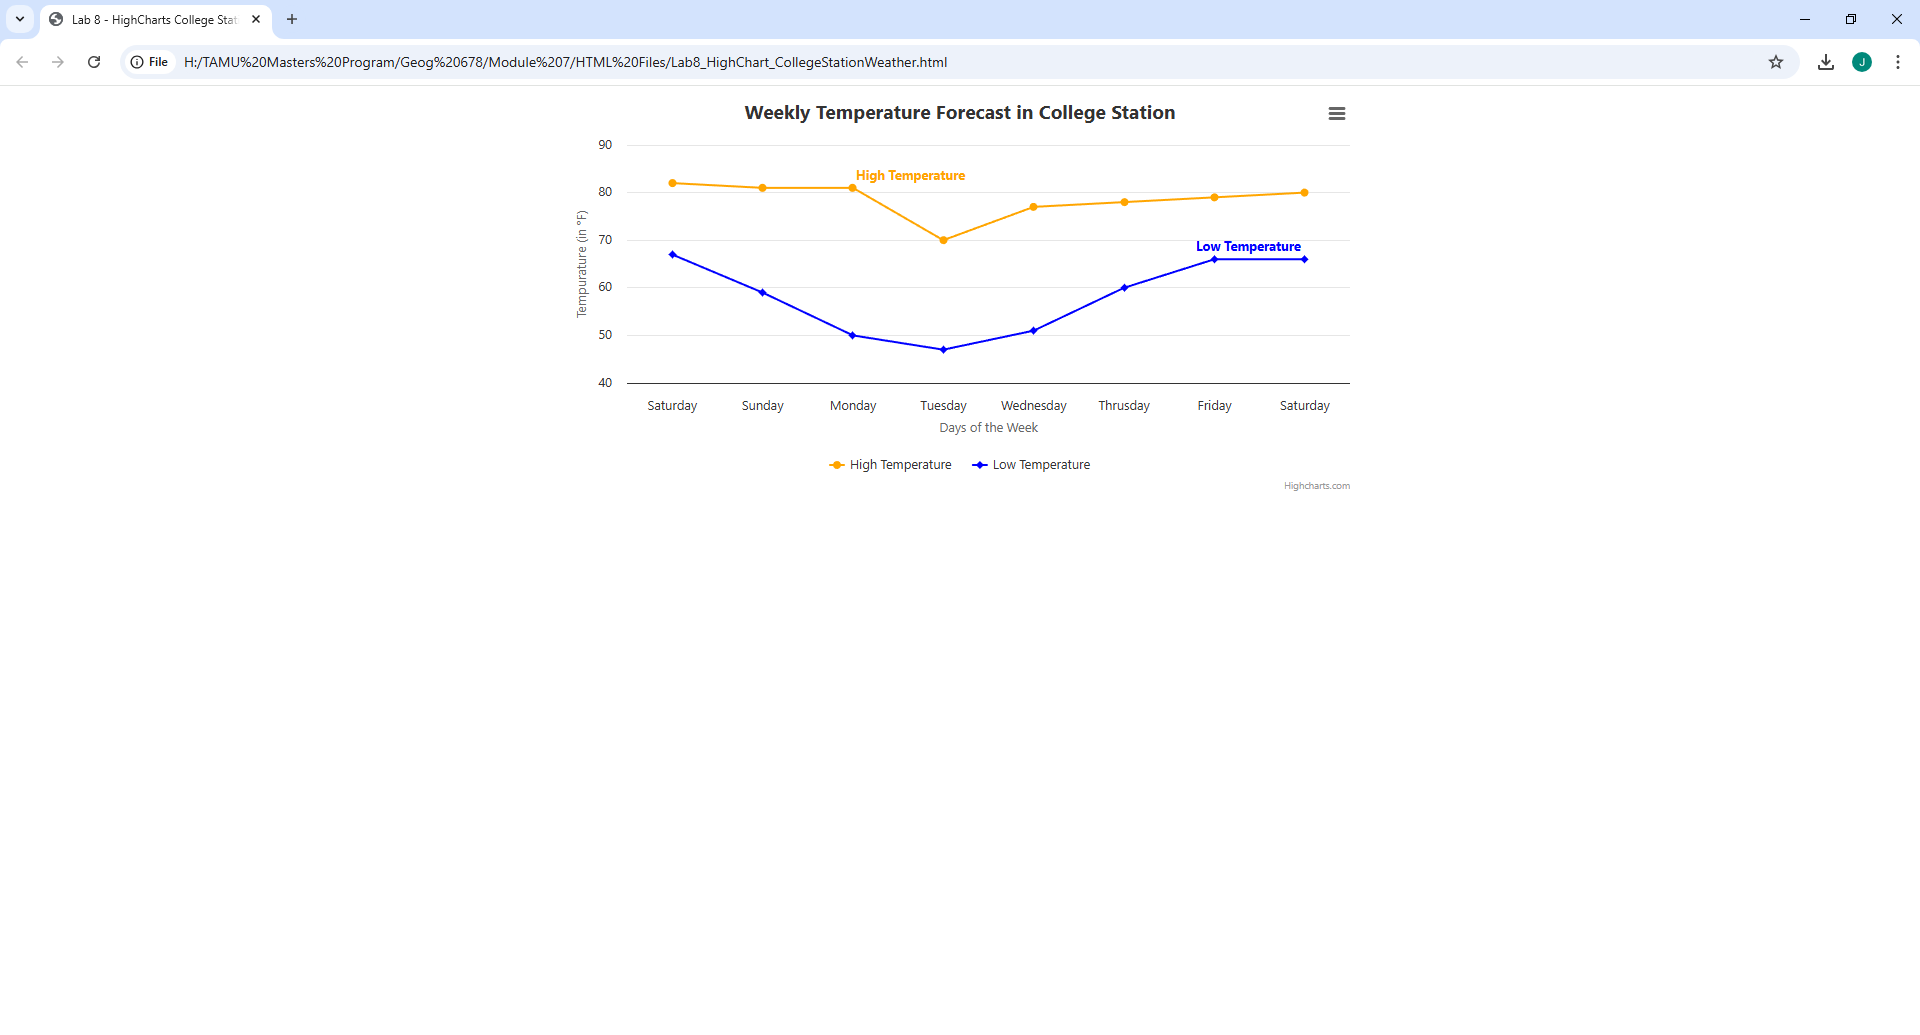 Lab 8 - HighCharts College Stat
File
H:/TAMU%20Masters%20Program/Geog%20678/Module%207/HTML%20Files/Lab8_HighChart_CollegeStationWeather.html
J
Weekly Temperature Forecast in College Station
90
80
70
60
50
40
Tempurature (in °F)
High Temperature
Low Temperature
Saturday Sunday Monday Tuesday Wednesday Thrusday Friday Saturday
Days of the Week
High Temperature Low Temperature
Highcharts.com